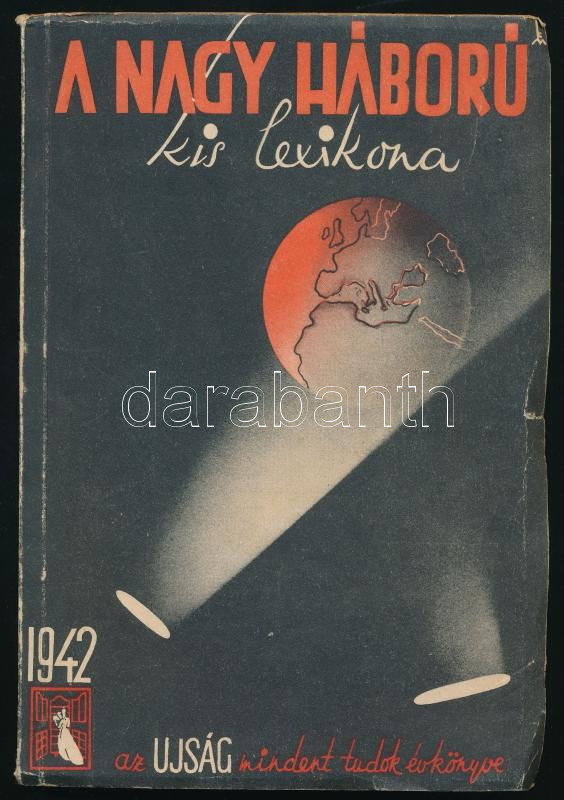 A NAGY HÁBORÚ
kis lexikona
darabanth
1942
az UJSÁG mindent tudok évkönyve